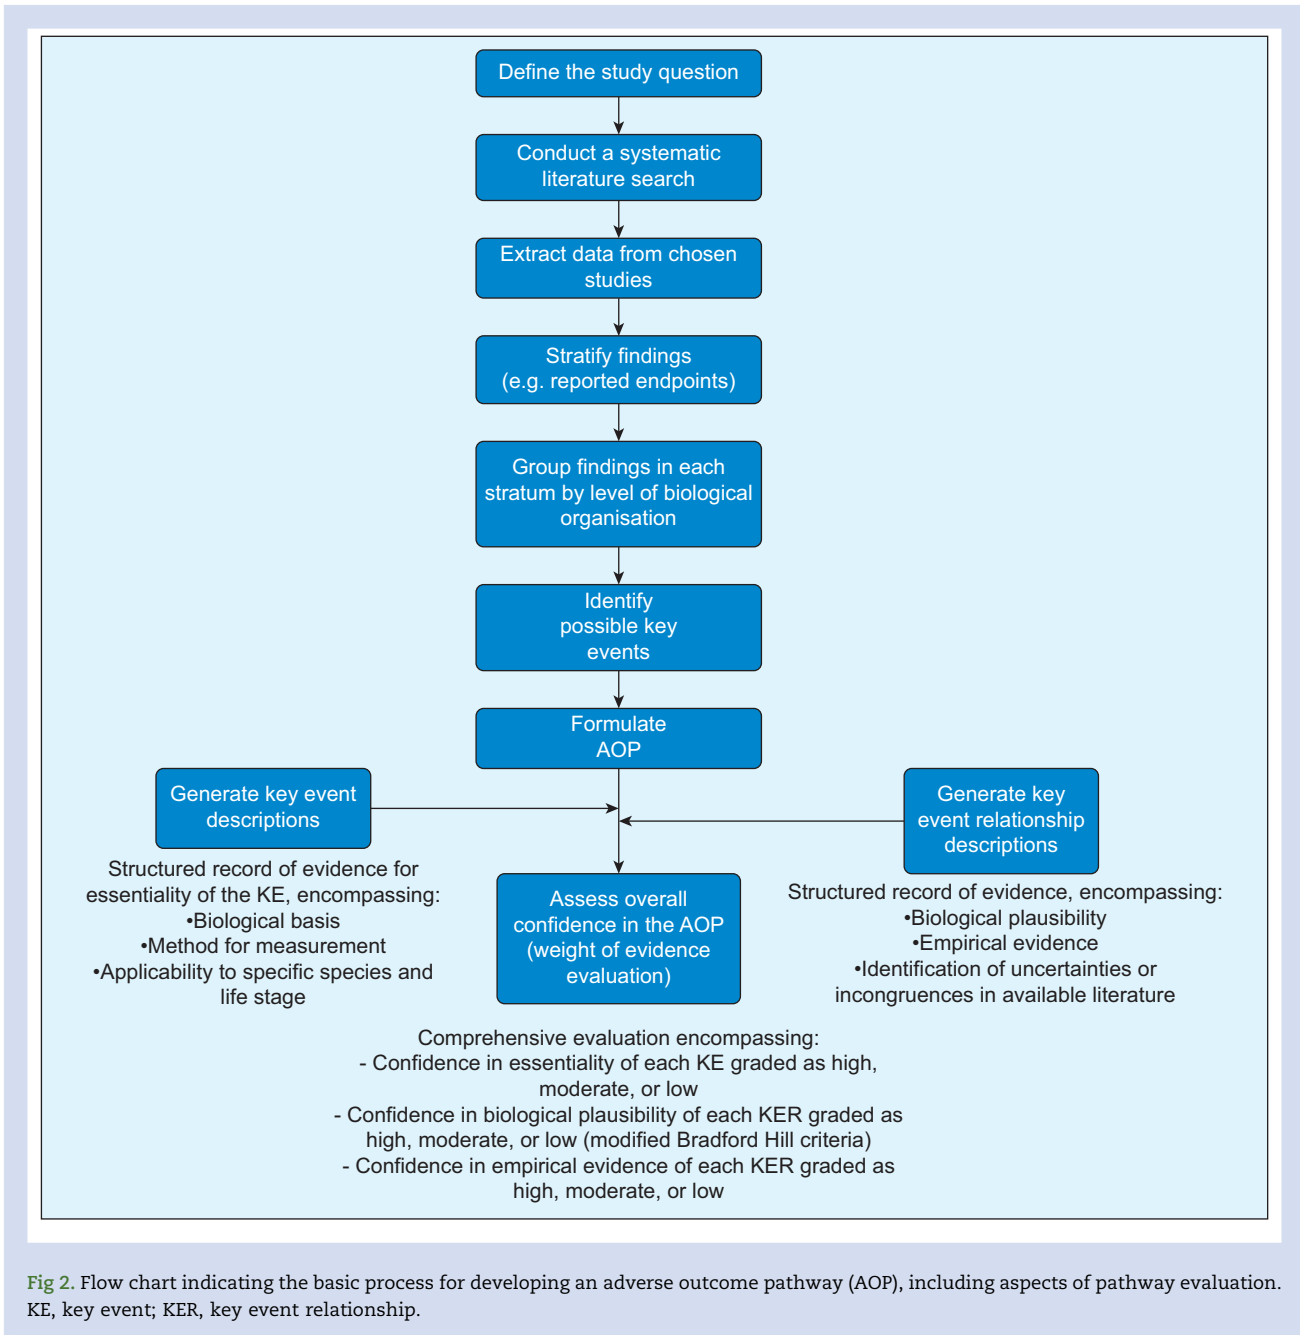 Define the study question
Conduct a systematic
literature search
Extract data from chosen
studies
Stratify findings
(e.g. reported endpoints)
Group findings in each
stratum by level of biological
organisation
Identify
possible key
events
Formulate
AOP
Generate key event
descriptions
Structured record of evidence for
essentiality of the KE, encompassing:
•Biological basis
•Method for measurement
•Applicability to specific species and
life stage
Generate key
event relationship
descriptions
Structured record of evidence, encompassing:
•Biological plausibility
•Empirical evidence
•Identification of uncertainties or
incongruences in available literature
Assess overall
confidence in the AOP
(weight of evidence
evaluation)
Comprehensive evaluation encompassing:
- Confidence in essentiality of each KE graded as high,
moderate, or low
- Confidence in biological plausibility of each KER graded as
high, moderate, or low (modified Bradford Hill criteria)
- Confidence in empirical evidence of each KER graded as
high, moderate, or low
Fig 2. Flow chart indicating the basic process for developing an adverse outcome pathway (AOP), including aspects of pathway evaluation.
KE, key event; KER, key event relationship.